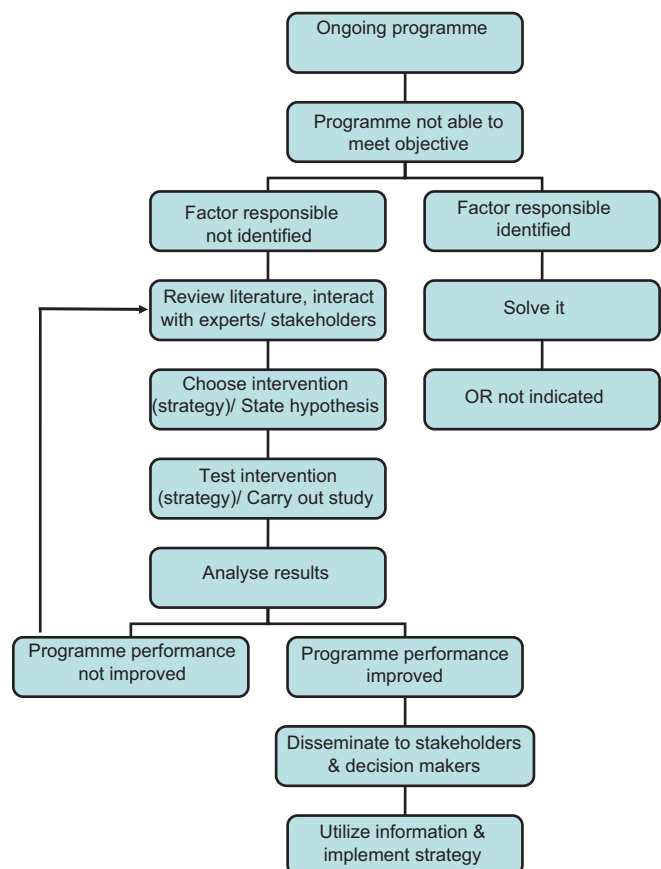 Ongoing programme
Programme not able to
meet objective
Factor responsible
not identified
Factor responsible
identified
Review literature, interact
with experts/ stakeholders
Solve it
Choose intervention
(strategy)/ State hypothesis
OR not indicated
Test intervention
(strategy)/ Carry out study
Analyse results
Programme performance
not improved
Programme performance
improved
Disseminate to stakeholders
& decision makers
Utilize information &
implement strategy